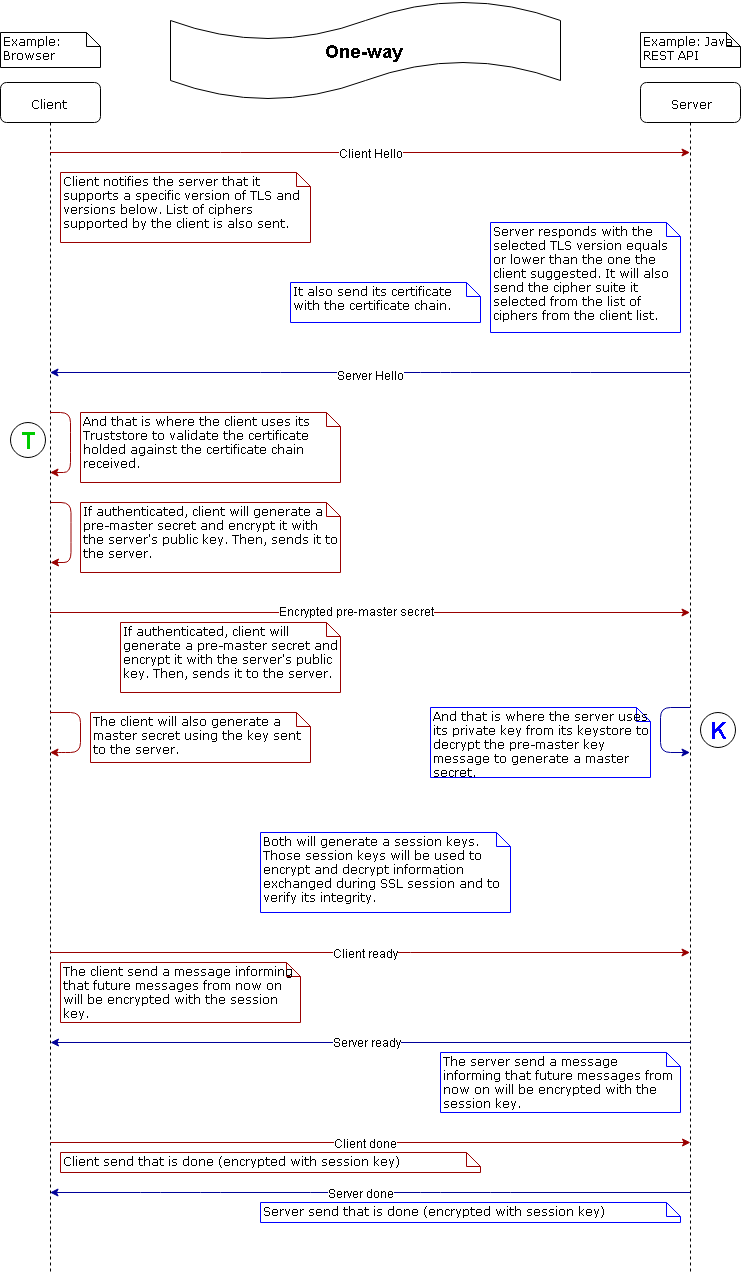 Example:
Browser
One-way
Example: Java
REST API
Client
Server
Client Hello
Client notifies the server that it
supports a specific version of TLS and
versions below. List of ciphers
supported by the client is also sent.
Server responds with the
selected TLS version equals
or lower than the one the
client suggested. It will also
send the cipher suite it
selected from the list of
ciphers from the client list.
It also send its certificate
with the certificate chain.
Server Hello
T
And that is where the client uses its
Truststore to validate the certificate
holded against the certificate chain
received.
If authenticated, client will generate a
pre-master secret and encrypt it with
the server's public key. Then, sends it to
the server.
Encrypted pre-master secret
If authenticated, client will
generate a pre-master secret and
encrypt it with the server's public
key. Then, sends it to the server.
The client will also generate a
master secret using the key sent
to the server.
And that is where the server uses
its private key from its keystore to
decrypt the pre-master key
message to generate a master
secret.
K
Both will generate a session keys.
Those session keys will be used to
encrypt and decrypt information
exchanged during SSL session and to
verify its integrity.
Client ready
The client send a message informing
that future messages from now on
will be encrypted with the session
key.
Server ready
The server send a message
informing that future messages from
now on will be encrypted with the
session key.
Client done
Client send that is done (encrypted with session key)
Server done
Server send that is done (encrypted with session key)